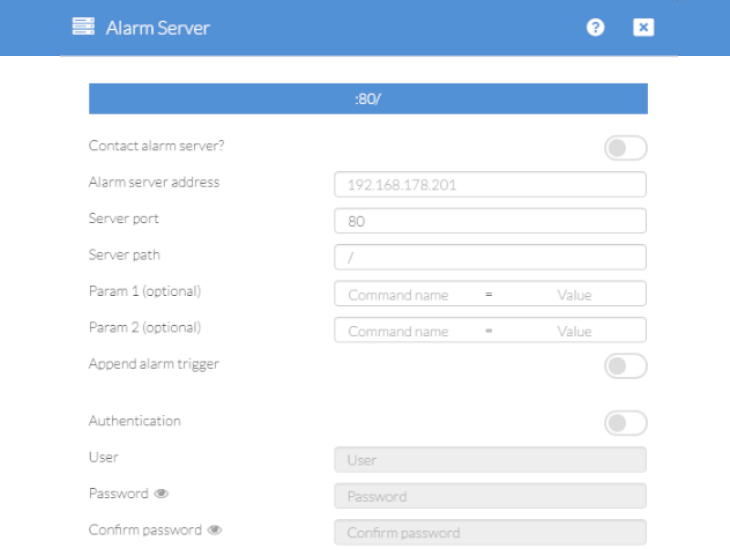 Alarm Server
:80/
Contact alarm server?
Alarm server address 192.168.178.201
Server port 80
Server path /
Param 1 (optional) Command name = Value
Param 2 (optional) Command name = Value
Append alarm trigger
Authentication
User User
Password Password
Confirm password Confirm password